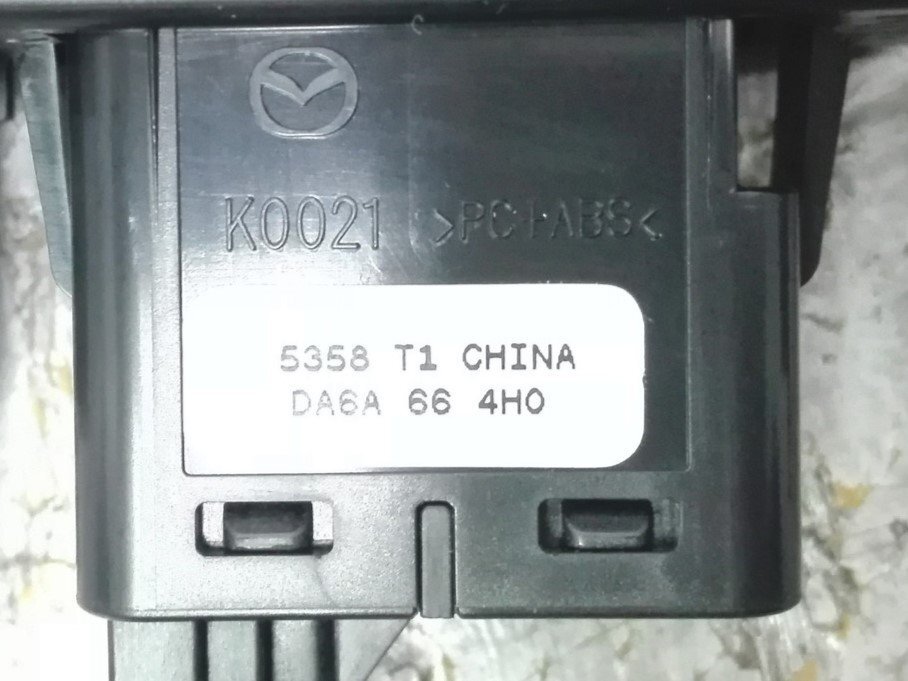 K0021 >PC+ABS<
5358 T1 CHINA
DA6A 66 4H0